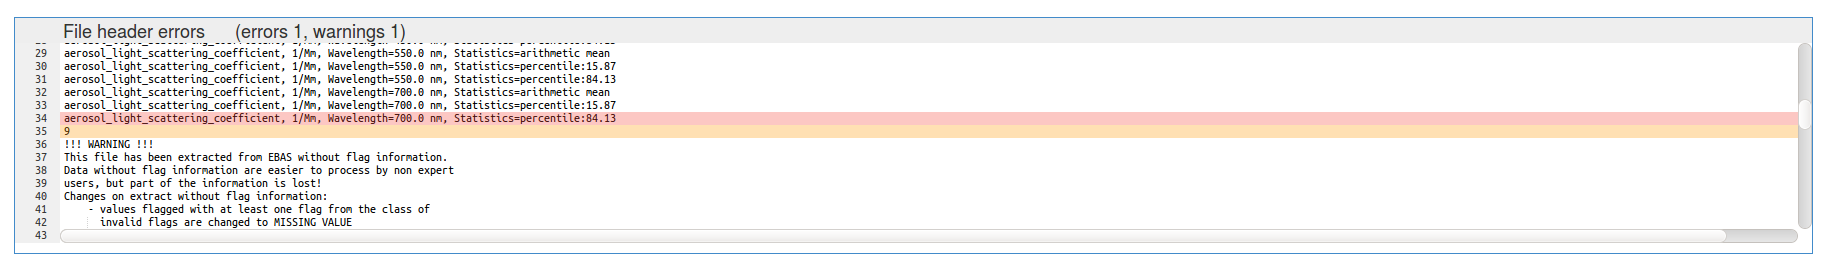 File header errors (errors 1, warnings 1)
29 aerosol_light_scattering_coefficient, 1/Mm, Wavelength=550.0 nm, Statistics=arithmetic mean
30 aerosol_light_scattering_coefficient, 1/Mm, Wavelength=550.0 nm, Statistics=percentile:15.87
31 aerosol_light_scattering_coefficient, 1/Mm, Wavelength=550.0 nm, Statistics=percentile:84.13
32 aerosol_light_scattering_coefficient, 1/Mm, Wavelength=700.0 nm, Statistics=arithmetic mean
33 aerosol_light_scattering_coefficient, 1/Mm, Wavelength=700.0 nm, Statistics=percentile:15.87
34 aerosol_light_scattering_coefficient, 1/Mm, Wavelength=700.0 nm, Statistics=percentile:84.13
35 9
36 !!! WARNING !!!
37 This file has been extracted from EBAS without flag information.
38 Data without flag information are easier to process by non expert
39 users, but part of the information is lost!
40 Changes on extract without flag information:
41 - values flagged with at least one flag from the class of
42 invalid flags are changed to MISSING VALUE
43